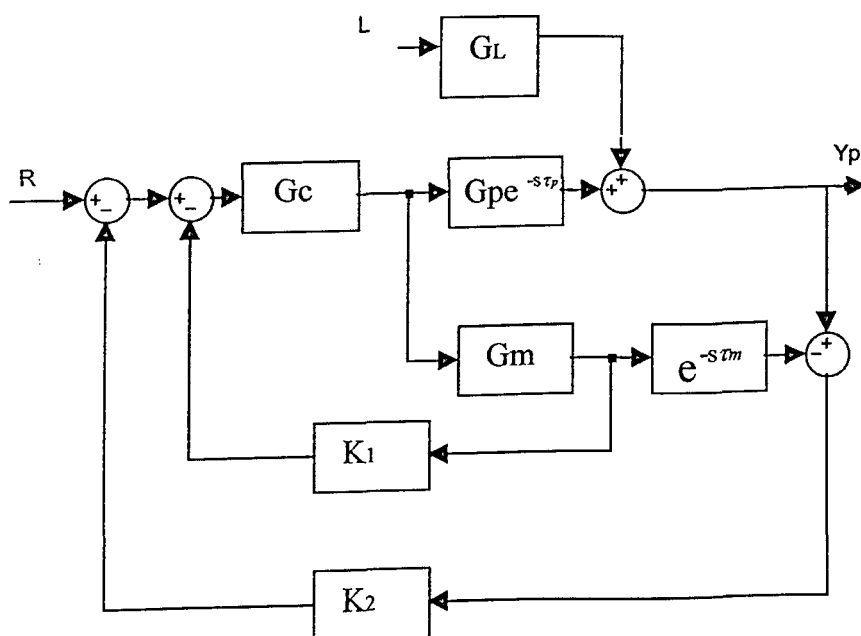 L
GL
Yp
R
+
−
+
−
Gc
Gpe^-sτp
+
+
Gm
e^-sτm
−
+
K1
K2